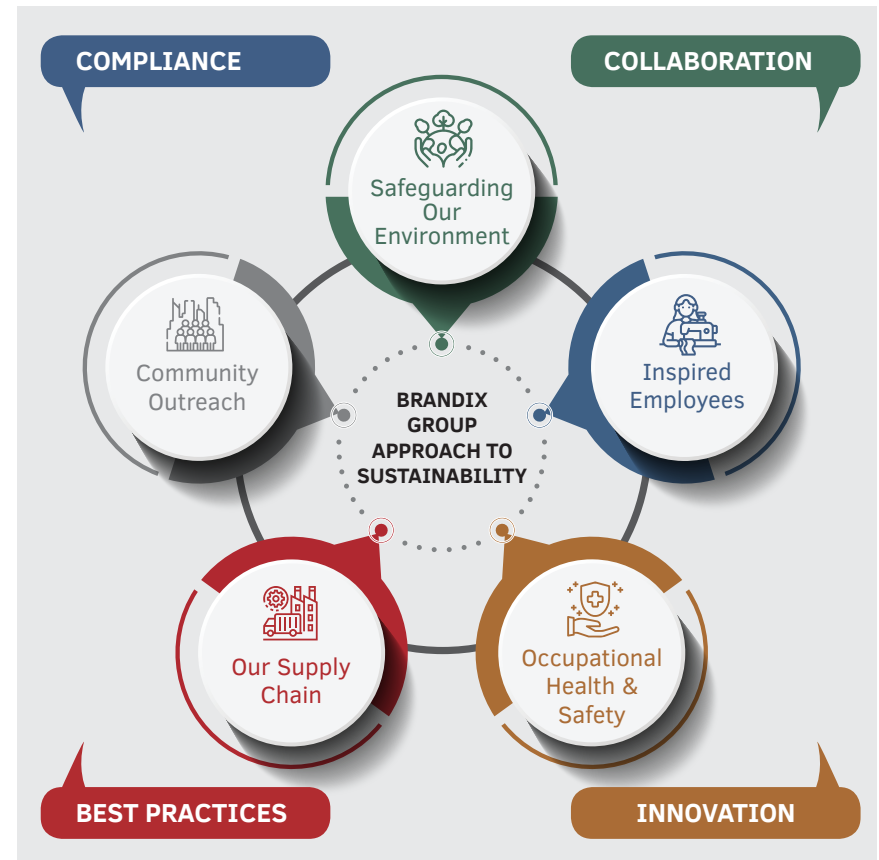 COMPLIANCE
COLLABORATION
Safeguarding
Our
Environment
Community
Outreach
Inspired
Employees
BRANDIX
GROUP
APPROACH TO
SUSTAINABILITY
Our Supply
Chain
Occupational
Health &
Safety
BEST PRACTICES
INNOVATION